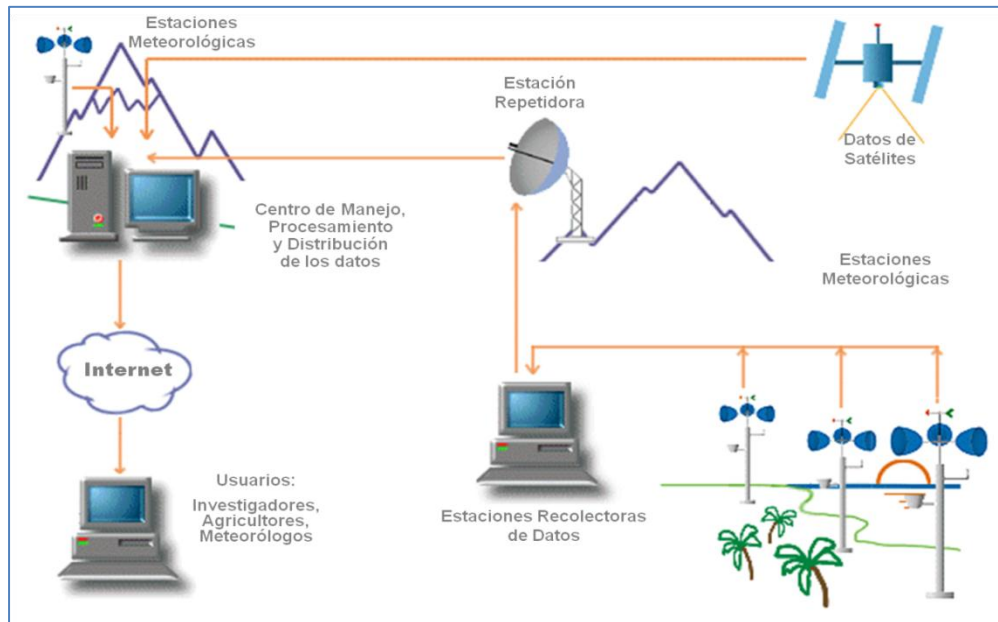 Estaciones
Meteorológicas
Estación
Repetidora
Datos de
Satélites
Centro de Manejo,
Procesamiento
y Distribución
de los datos
Estaciones
Meteorológicas
Internet
Usuarios:
Investigadores,
Agricultores,
Meteorólogos
Estaciones Recolectoras
de Datos